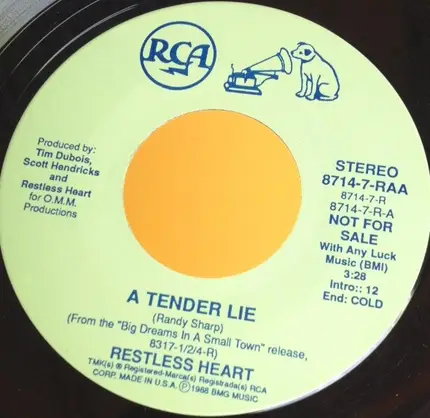 RCA
Produced by:
Tim Dubois,
Scott Hendricks
and
Restless Heart
for O.M.M.
Productions
STEREO
8714-7-RAA
8714-7-R
8714-7-R-A
NOT FOR
SALE
With Any Luck
Music (BMI)
3:28
Intro:: 12
End: COLD
A TENDER LIE
(Randy Sharp)
(From the "Big Dreams In A Small Town" release,
8317-1/2/4-R)
RESTLESS HEART
TMK(s) ® Registered-Marca(s) Registrada(s) RCA
CORP. MADE IN U.S.A. Ⓟ 1988 BMG MUSIC